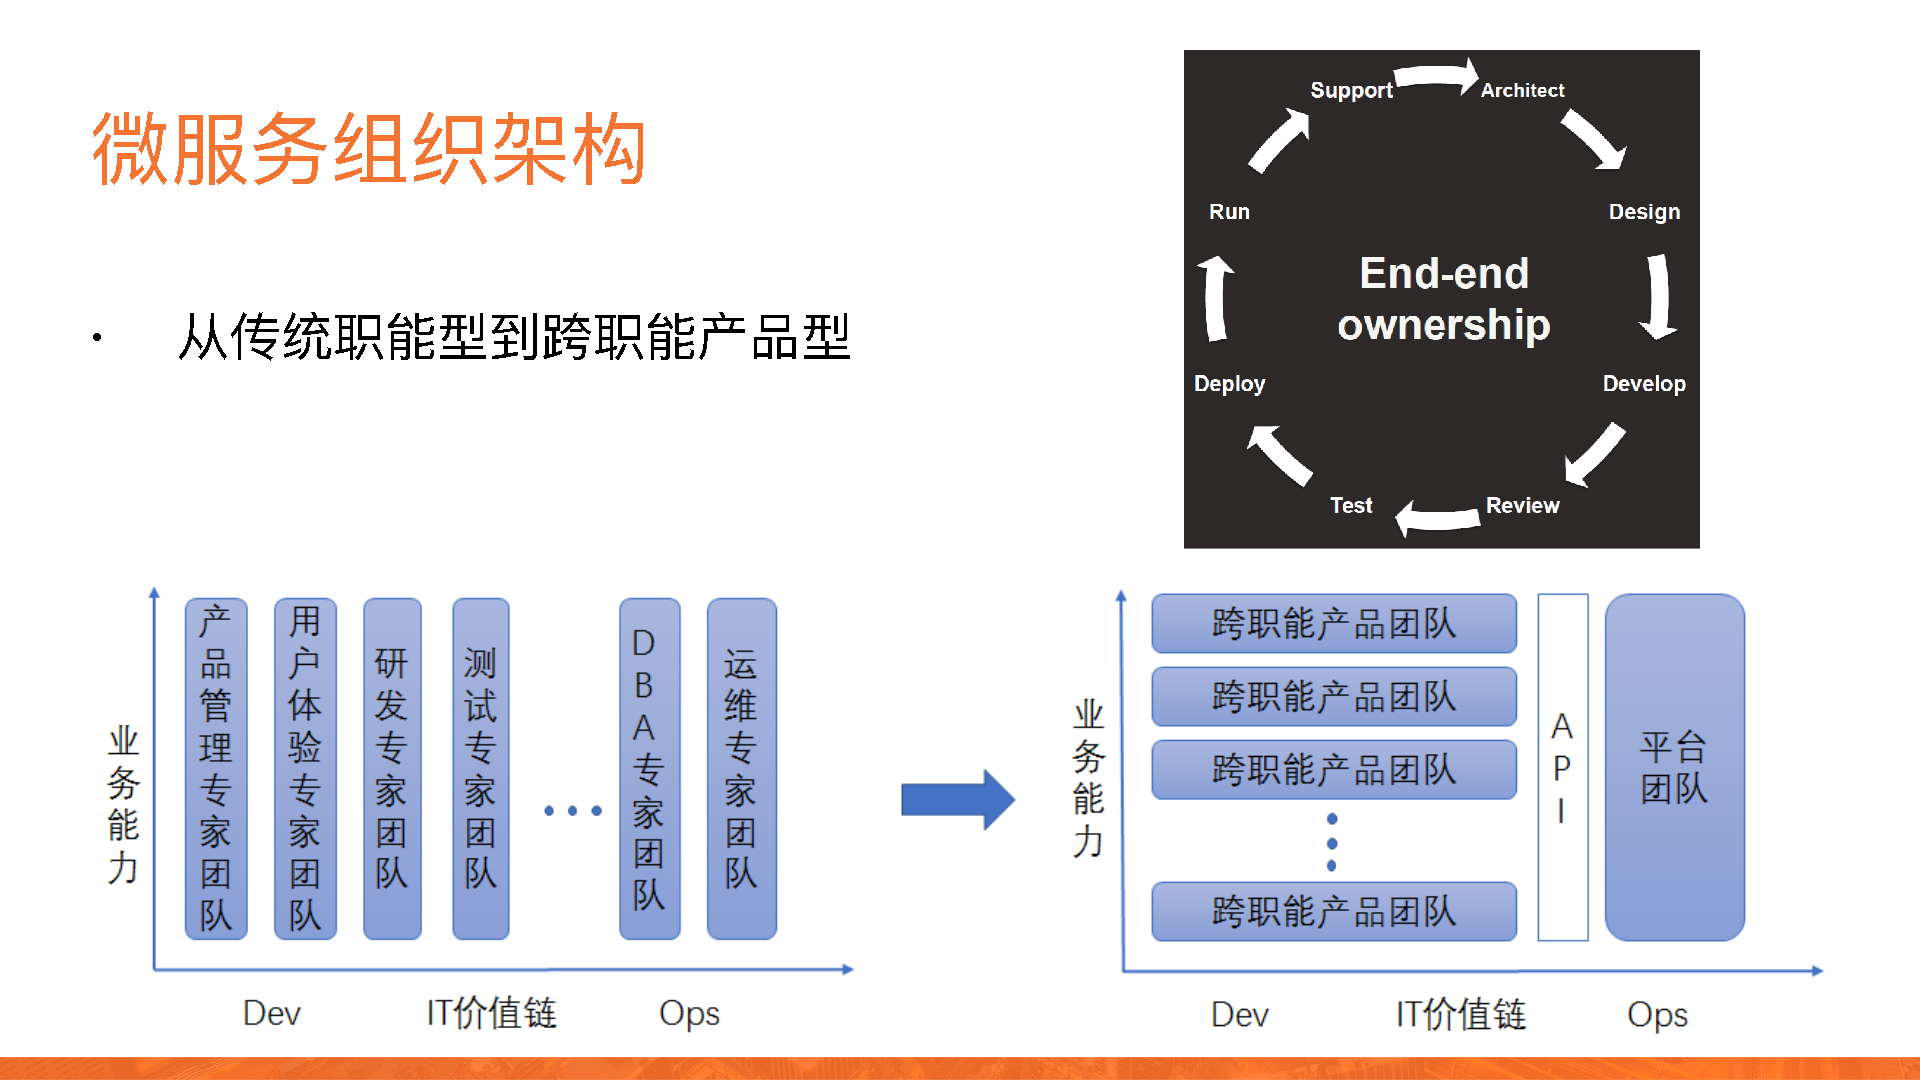 微服务组织架构
• 从传统职能型到跨职能产品型
Support
Architect
Design
Develop
Review
Test
Deploy
Run
End-end
ownership
业务能力
产品管理专家团队
用户体验专家团队
研发专家团队
测试专家团队
DBA专家团队
运维专家团队
Dev
IT价值链
Ops
业务能力
跨职能产品团队
跨职能产品团队
跨职能产品团队
跨职能产品团队
API
平台
团队
Dev
IT价值链
Ops